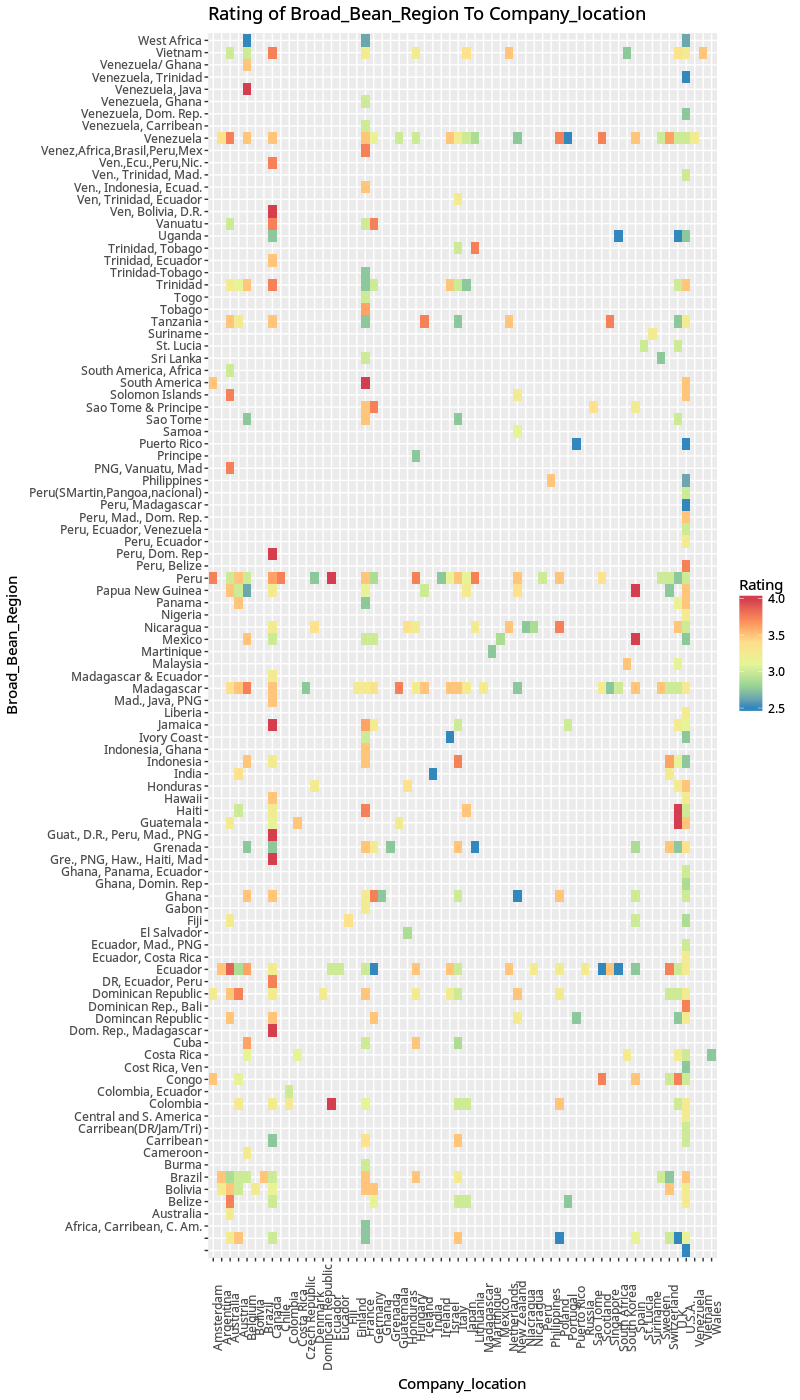 Rating of Broad_Bean_Region To Company_location
West Africa
Vietnam
Venezuela/ Ghana
Venezuela, Trinidad
Venezuela, Java
Venezuela, Ghana
Venezuela, Dom. Rep.
Venezuela, Carribean
Venezuela
Venez,Africa,Brasil,Peru,Mex
Ven.,Ecu.,Peru,Nic.
Ven., Trinidad, Mad.
Ven., Indonesia, Ecuad.
Ven, Trinidad, Ecuador
Ven, Bolivia, D.R.
Vanuatu
Uganda
Trinidad, Tobago
Trinidad, Ecuador
Trinidad-Tobago
Trinidad
Togo
Tobago
Tanzania
Suriname
St. Lucia
Sri Lanka
South America, Africa
South America
Solomon Islands
Sao Tome & Principe
Sao Tome
Samoa
Puerto Rico
Principe
PNG, Vanuatu, Mad
Philippines
Peru(SMartin,Pangoa,nacional)
Peru, Madagascar
Peru, Mad., Dom. Rep.
Peru, Ecuador, Venezuela
Peru, Ecuador
Peru, Dom. Rep
Peru, Belize
Peru
Papua New Guinea
Panama
Nigeria
Nicaragua
Mexico
Martinique
Malaysia
Madagascar & Ecuador
Madagascar
Mad., Java, PNG
Liberia
Jamaica
Ivory Coast
Indonesia, Ghana
Indonesia
India
Honduras
Hawaii
Haiti
Guatemala
Guat., D.R., Peru, Mad., PNG
Grenada
Gre., PNG, Haw., Haiti, Mad
Ghana, Panama, Ecuador
Ghana, Domin. Rep
Ghana
Gabon
Fiji
El Salvador
Ecuador, Mad., PNG
Ecuador, Costa Rica
Ecuador
DR, Ecuador, Peru
Dominican Republic
Dominican Rep., Bali
Domincan Republic
Dom. Rep., Madagascar
Cuba
Costa Rica
Cost Rica, Ven
Congo
Colombia, Ecuador
Colombia
Central and S. America
Carribean(DR/Jam/Tri)
Carribean
Cameroon
Burma
Brazil
Bolivia
Belize
Australia
Africa, Carribean, C. Am.
Broad_Bean_Region
Amsterdam
Argentina
Australia
Austria
Belgium
Bolivia
Brazil
Canada
Chile
Colombia
Costa Rica
Czech Republic
Denmark
Domincan Republic
Ecuador
Eucador
Fiji
Finland
France
Germany
Ghana
Grenada
Guatemala
Honduras
Hungary
Iceland
India
Ireland
Israel
Italy
Japan
Lithuania
Madagascar
Martinique
Mexico
Netherlands
New Zealand
Niacragua
Nicaragua
Peru
Philippines
Poland
Portugal
Puerto Rico
Russia
Sao Tome
Scotland
Singapore
South Africa
South Korea
Spain
St. Lucia
Suriname
Sweden
Switzerland
U.K.
U.S.A.
Venezuela
Vietnam
Wales
Company_location
Rating
4.0
3.5
3.0
2.5